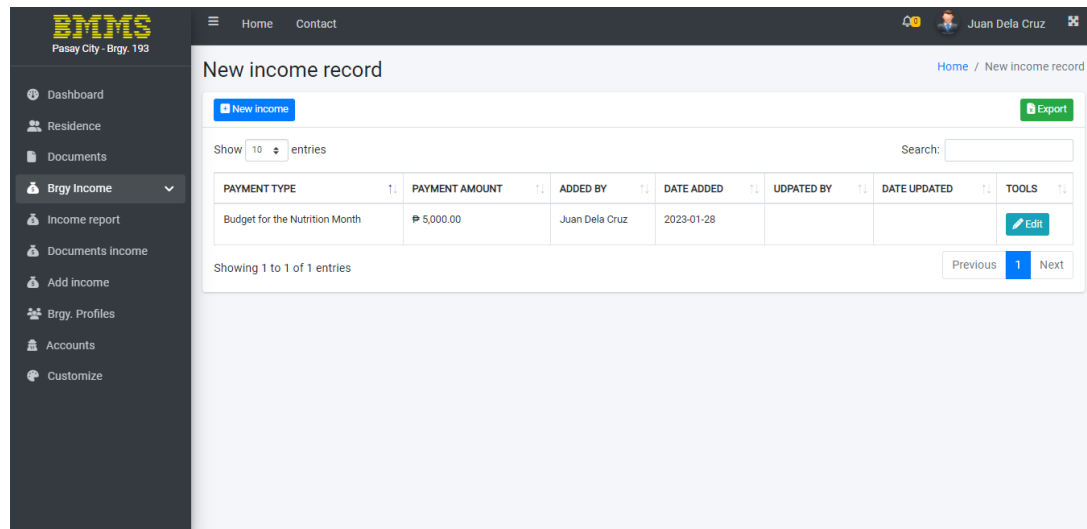 BMMS
Pasay City - Brgy. 193
Home Contact
0 Juan Dela Cruz
Dashboard
Residence
Documents
Brgy Income
Income report
Documents income
Add income
Brgy. Profiles
Accounts
Customize
New income record
Home / New income record
New income
Export
Show 10 entries
Search:
PAYMENT TYPE PAYMENT AMOUNT ADDED BY DATE ADDED UDPATED BY DATE UPDATED TOOLS
Budget for the Nutrition Month ₱ 5,000.00 Juan Dela Cruz 2023-01-28 Edit
Showing 1 to 1 of 1 entries
Previous 1 Next